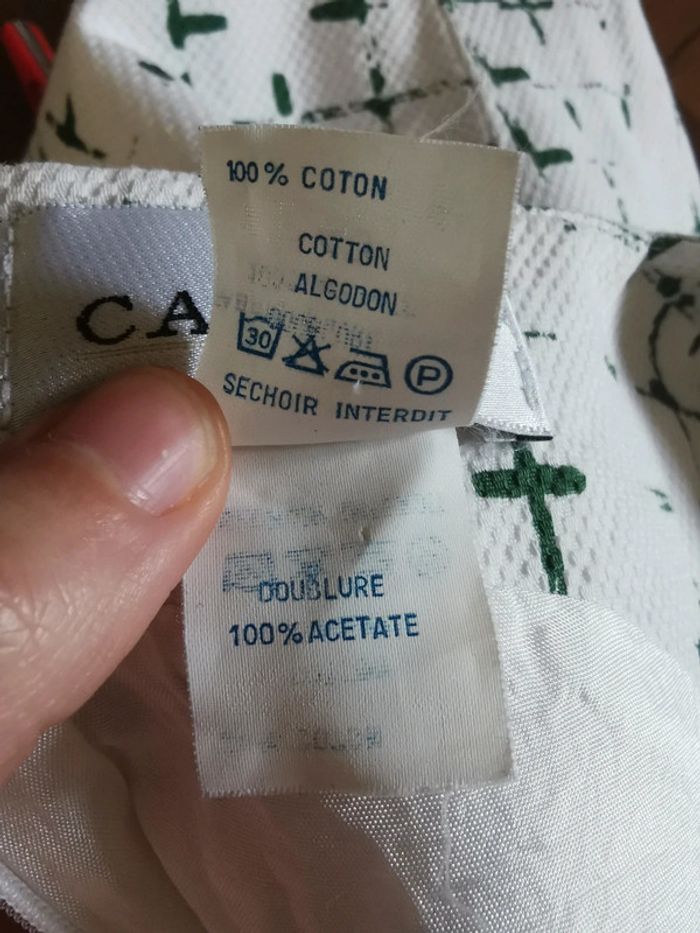 100% COTON
COTTON
ALGODON
CA
30
P
SECHOIR INTERDIT
DOUBLURE
100% ACETATE